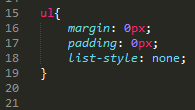 15 ul{
16 margin: 0px;
17 padding: 0px;
18 list-style: none;
19 }
20
21